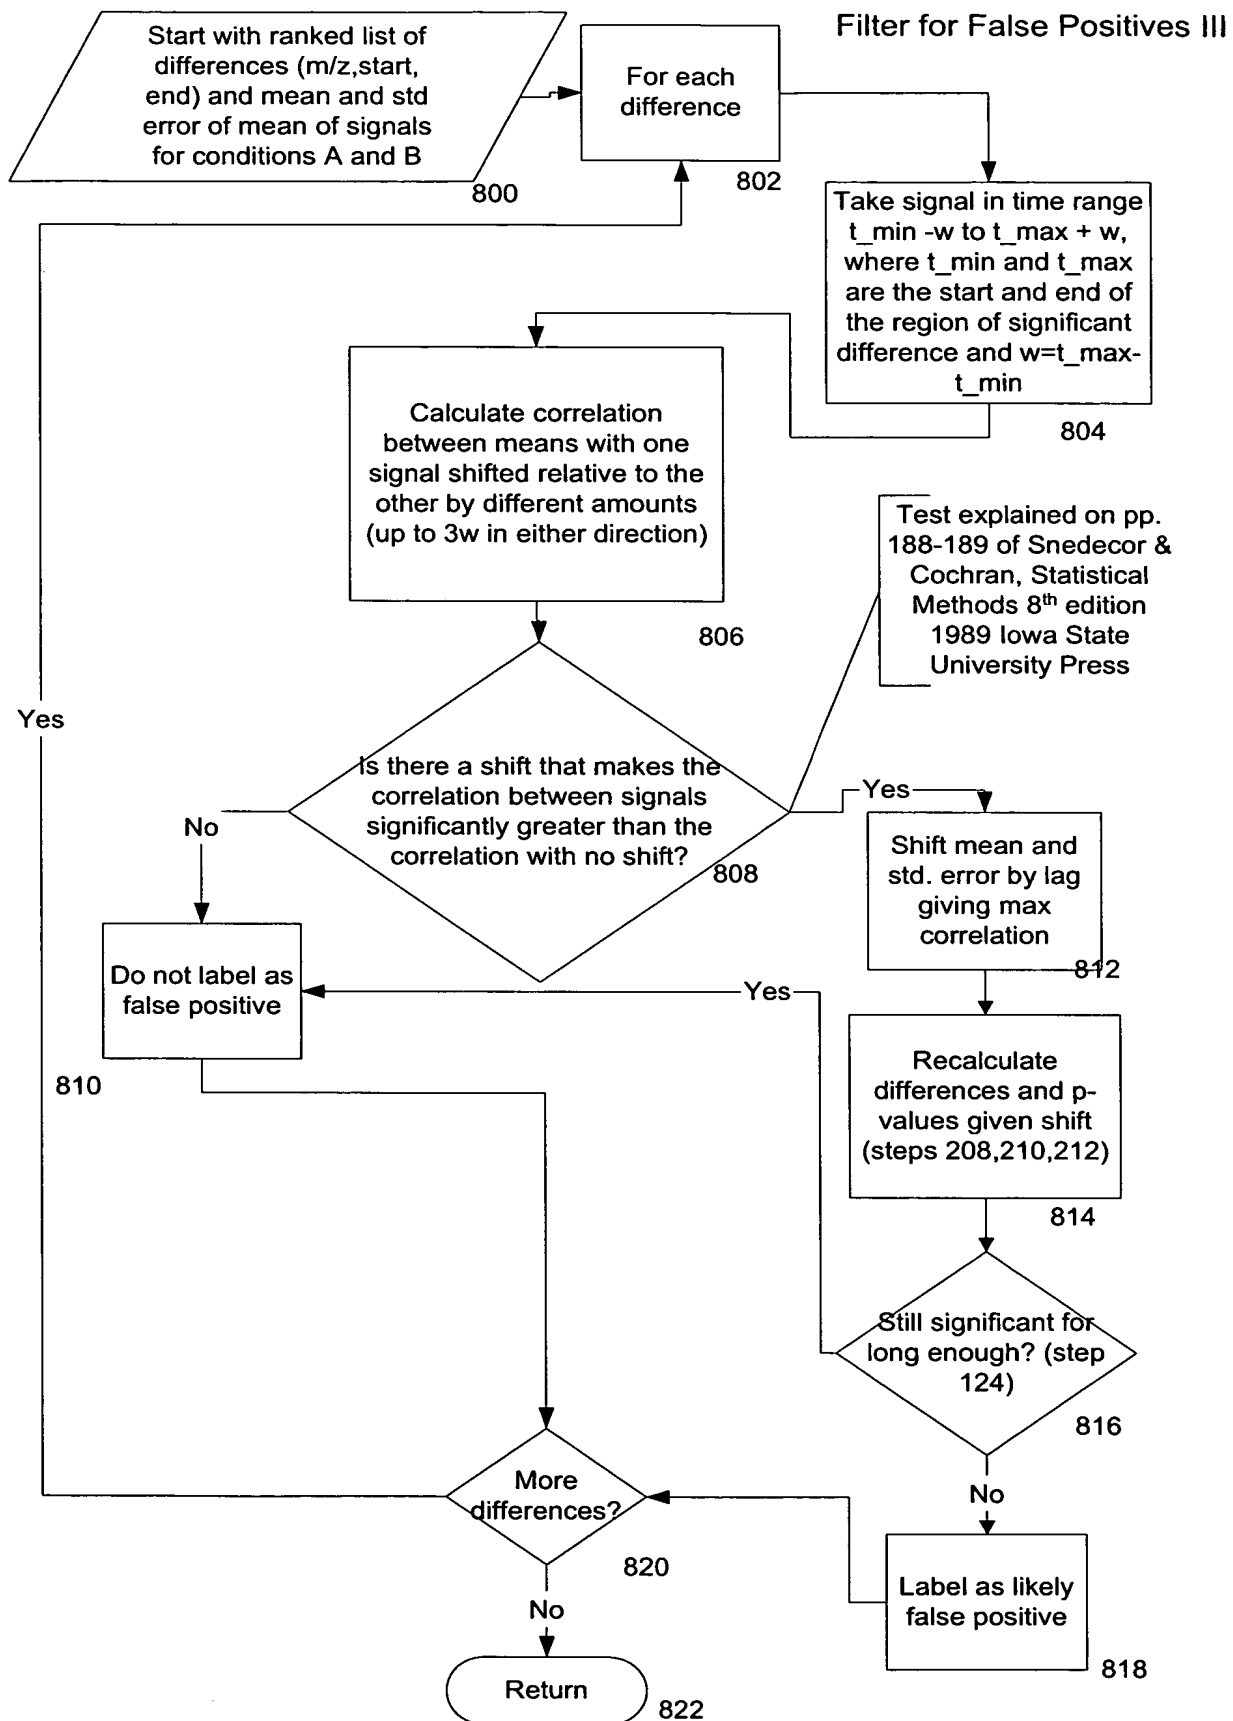 Filter for False Positives III
Start with ranked list of
differences (m/z,start,
end) and mean and std
error of mean of signals
for conditions A and B
800
For each
difference
802
Take signal in time range
t_min -w to t_max + w,
where t_min and t_max
are the start and end of
the region of significant
difference and w=t_max-
t_min
804
Calculate correlation
between means with one
signal shifted relative to the
other by different amounts
(up to 3w in either direction)
806
Test explained on pp.
188-189 of Snedecor &
Cochran, Statistical
Methods 8th edition
1989 Iowa State
University Press
Is there a shift that makes the
correlation between signals
significantly greater than the
correlation with no shift?
808
Yes
No
Yes
Shift mean and
std. error by lag
giving max
correlation
812
Do not label as
false positive
810
Yes
Recalculate
differences and p-
values given shift
(steps 208,210,212)
814
Still significant for
long enough? (step
124)
816
No
More
differences?
820
No
Label as likely
false positive
818
Return
822